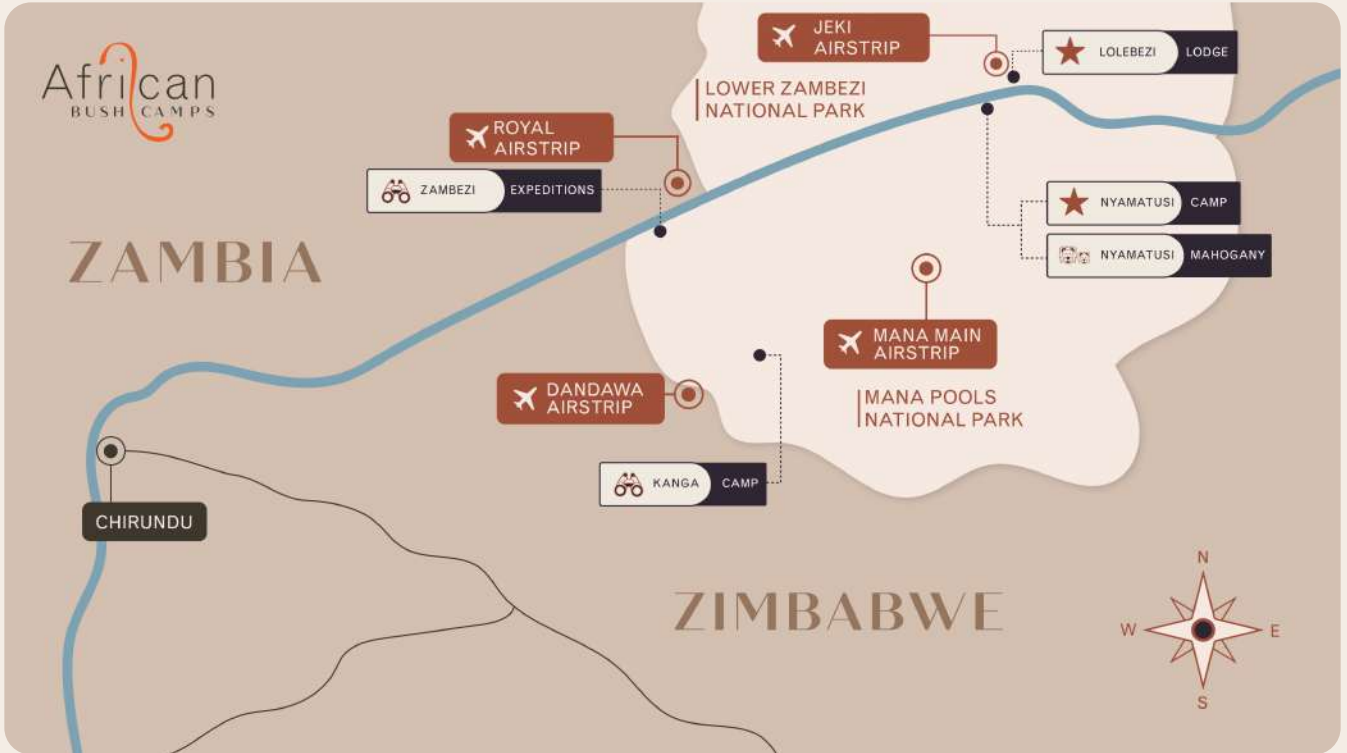 African
BUSH CAMPS
JEKI
AIRSTRIP
LOLEBEZI LODGE
LOWER ZAMBEZI
NATIONAL PARK
ROYAL
AIRSTRIP
ZAMBEZI EXPEDITIONS
NYAMATUSI CAMP
NYAMATUSI MAHOGANY
ZAMBIA
MANA MAIN
AIRSTRIP
DANDAWA
AIRSTRIP
MANA POOLS
NATIONAL PARK
KANGA CAMP
CHIRUNDU
ZIMBABWE
N
W E
S